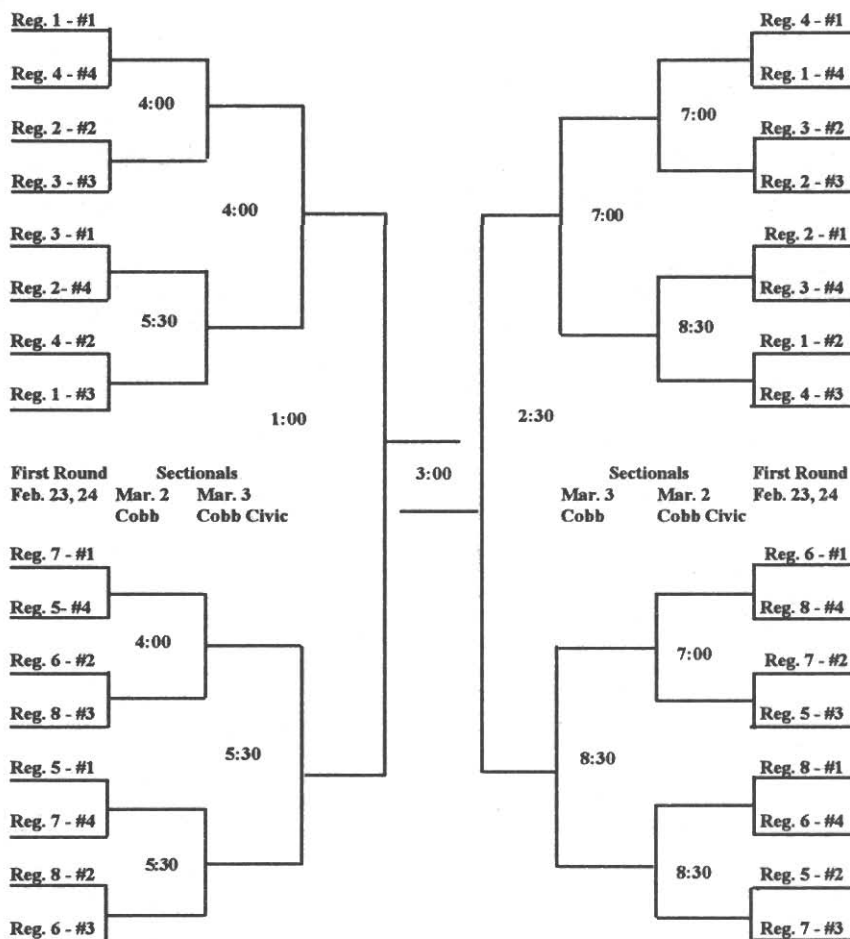 Reg. 1 - #1
Reg. 4 - #4
4:00
Reg. 2 - #2
Reg. 3 - #3
4:00
Reg. 3 - #1
Reg. 2- #4
5:30
Reg. 4 - #2
Reg. 1 - #3
1:00
Reg. 4 - #1
Reg. 1 - #4
7:00
Reg. 3 - #2
Reg. 2 - #3
7:00
Reg. 2 - #1
Reg. 3 - #4
8:30
Reg. 1 - #2
Reg. 4 - #3
2:30
First Round Sectionals
Feb. 23, 24 Mar. 2 Mar. 3
Cobb Cobb Civic
3:00
Sectionals First Round
Mar. 3 Mar. 2 Feb. 23, 24
Cobb Cobb Civic
Reg. 7 - #1
Reg. 5- #4
4:00
Reg. 6 - #2
Reg. 8 - #3
5:30
Reg. 5 - #1
Reg. 7 - #4
5:30
Reg. 8 - #2
Reg. 6 - #3
Reg. 6 - #1
Reg. 8 - #4
7:00
Reg. 7 - #2
Reg. 5 - #3
8:30
Reg. 8 - #1
Reg. 6 - #4
8:30
Reg. 5 - #2
Reg. 7 - #3